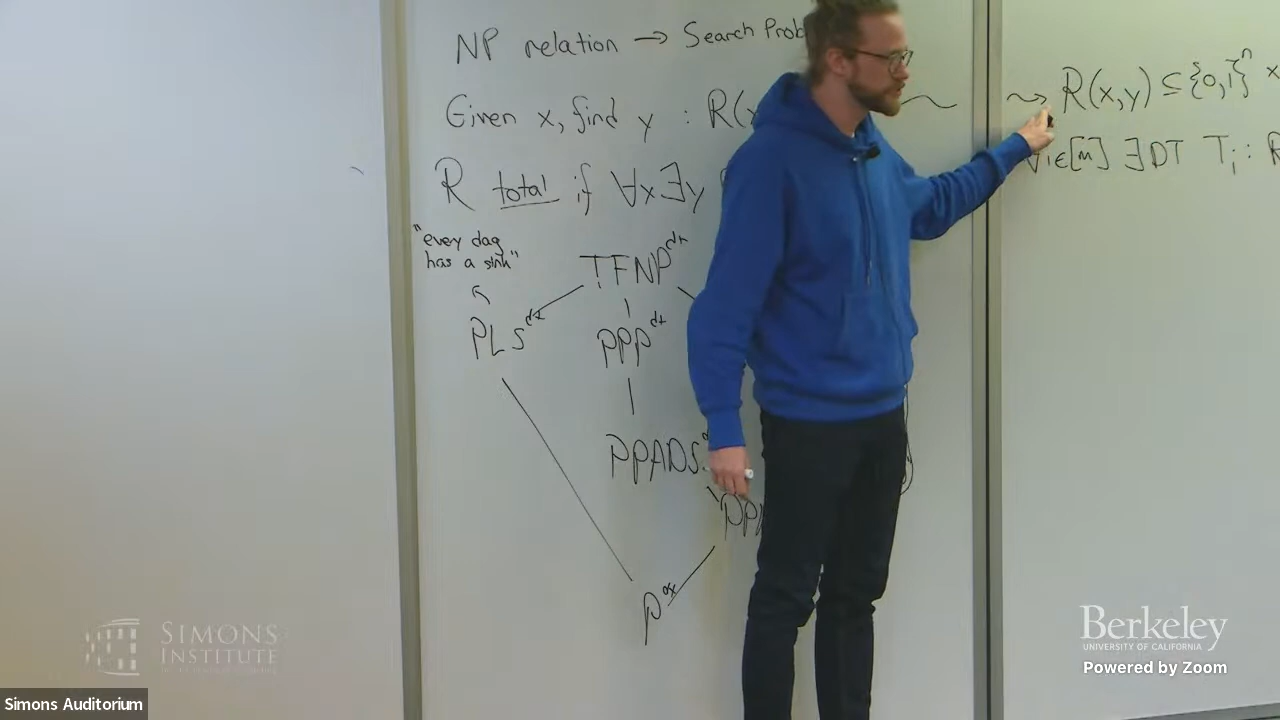 NP relation → Search Prob
Given x, find y : R(x
R total if ∀x∃y
"every dag
has a sink"
TFNP^dt
PLS^dt
PPP^dt
PPADS
PPA
P^dt
R(x,y) ⊆ {0,1}^n x
∀i∈[m] ∃DT T_i : R
SIMONS
INSTITUTE
Berkeley
UNIVERSITY OF CALIFORNIA
Powered by Zoom
Simons Auditorium